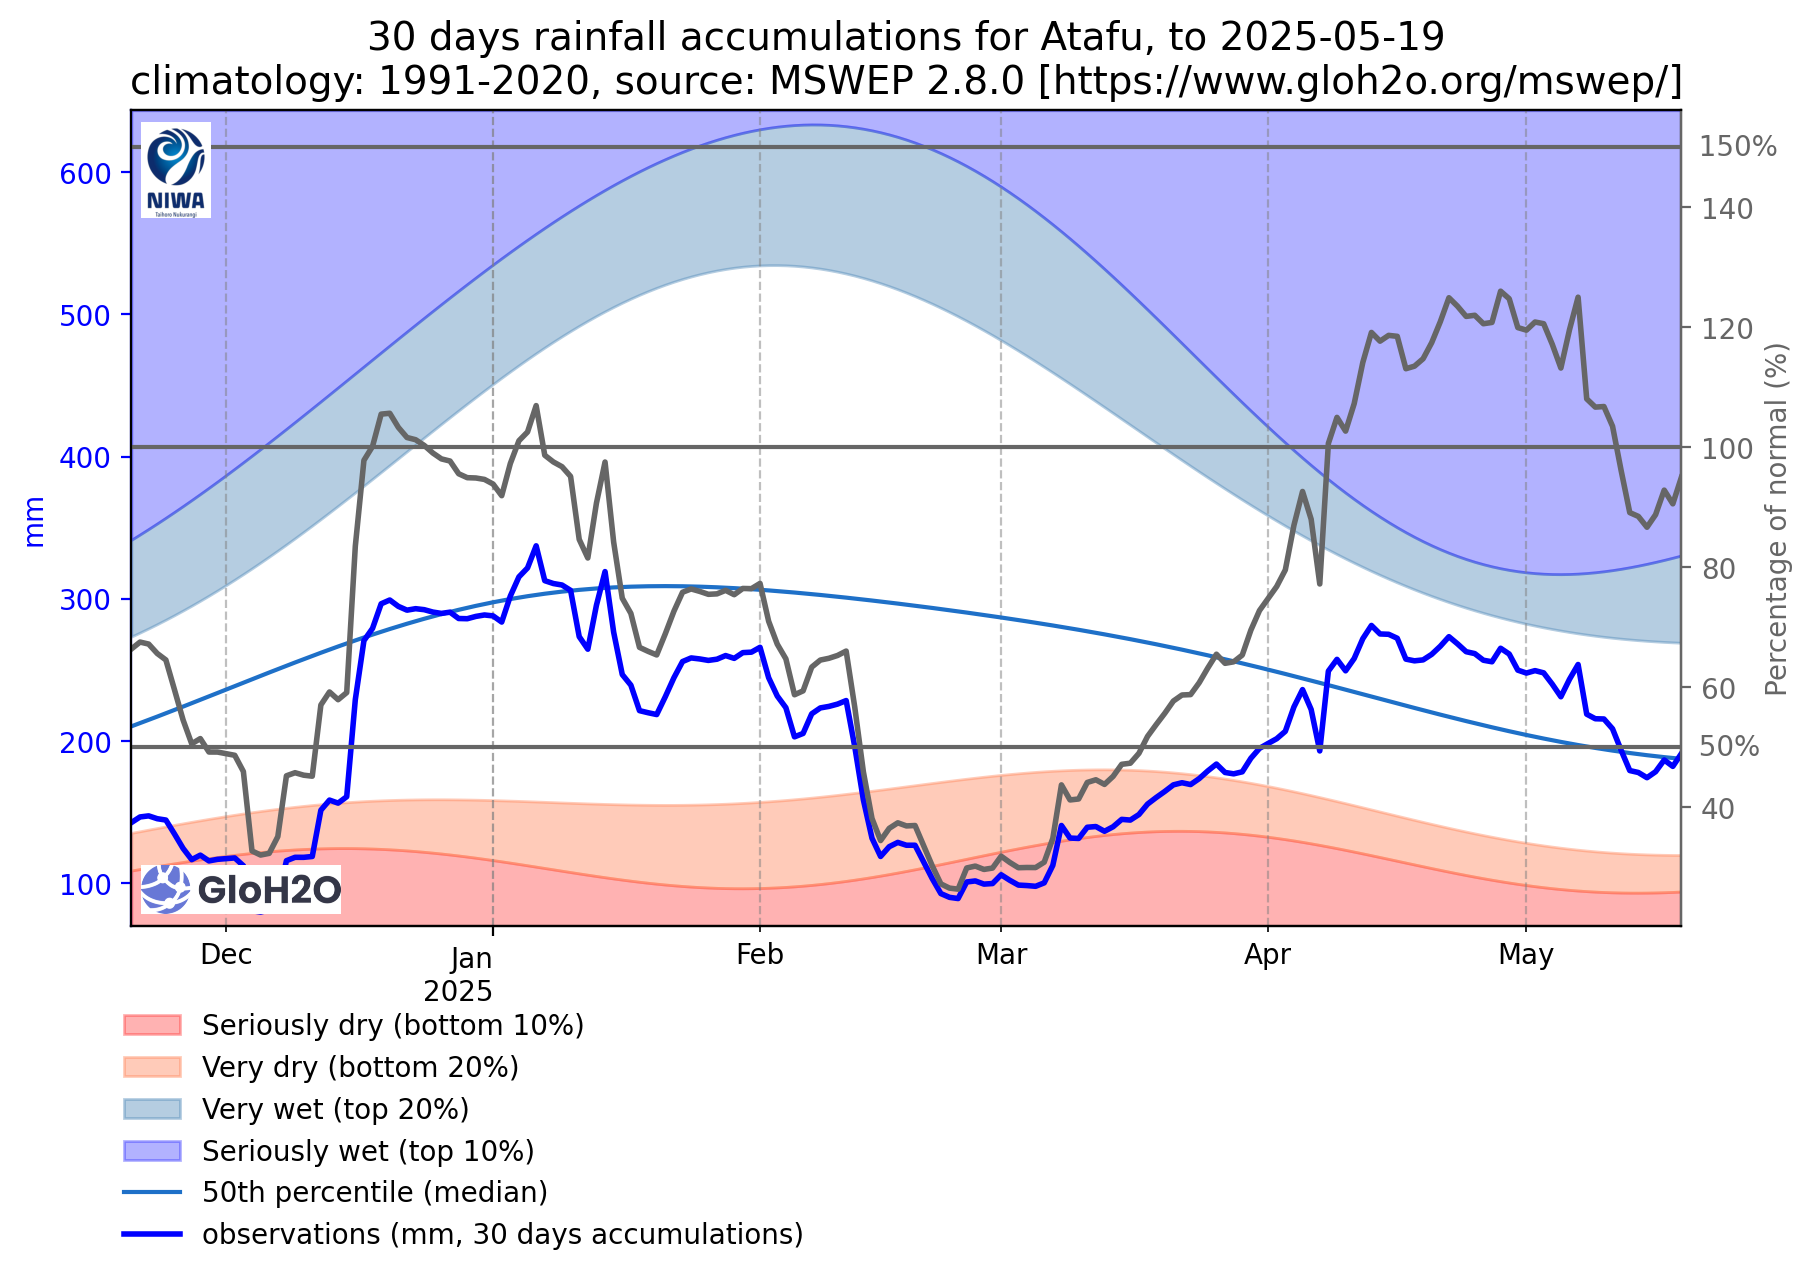 30 days rainfall accumulations for Atafu, to 2025-05-19
climatology: 1991-2020, source: MSWEP 2.8.0 [https://www.gloh2o.org/mswep/]
NIWA
Taihoro Nukurangi
600
500
400
300
200
100
mm
150%
140
120
100
80
60
50%
40
Percentage of normal (%)
GloH2O
Dec
Jan
2025
Feb
Mar
Apr
May
Seriously dry (bottom 10%)
Very dry (bottom 20%)
Very wet (top 20%)
Seriously wet (top 10%)
50th percentile (median)
observations (mm, 30 days accumulations)